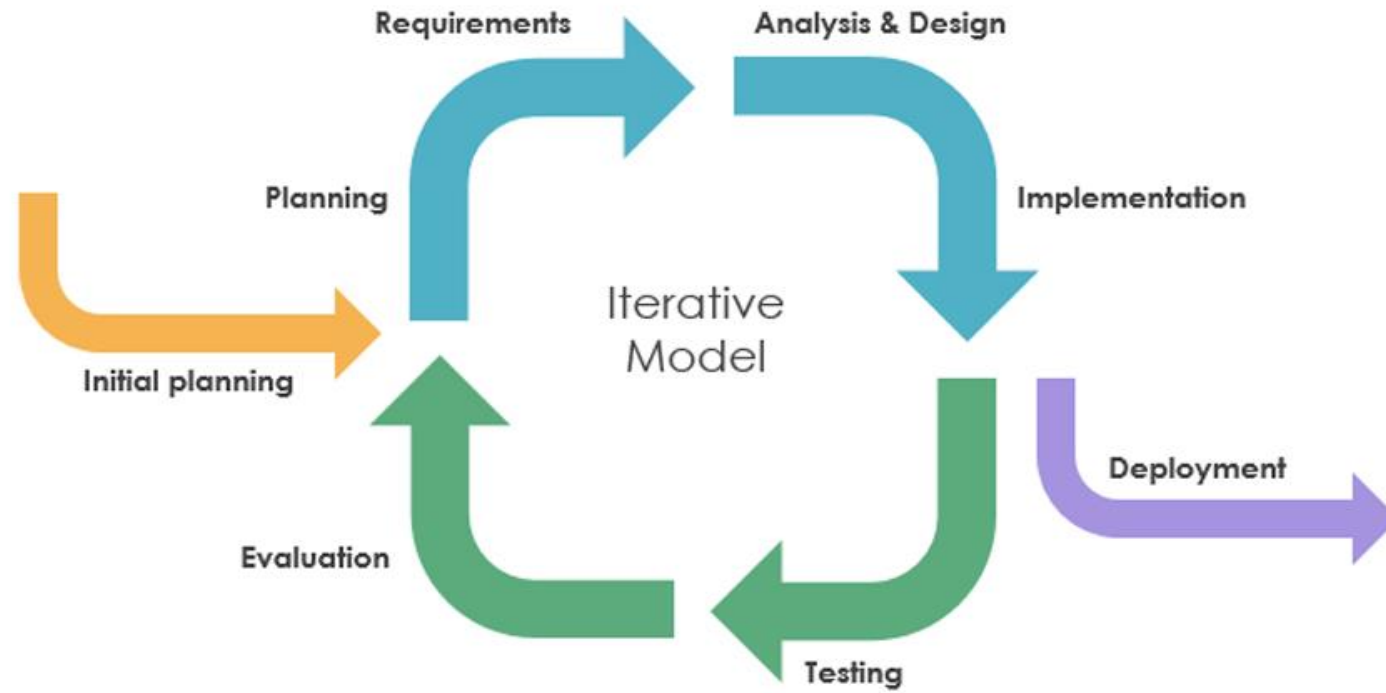 Requirements
Analysis & Design
Planning
Implementation
Iterative
Model
Initial planning
Deployment
Evaluation
Testing